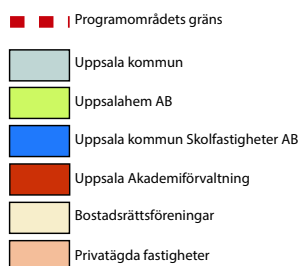 Programområdets gräns
Uppsala kommun
Uppsalahem AB
Uppsala kommun Skolfastigheter AB
Uppsala Akademiförvaltning
Bostadsrättsföreningar
Privatägda fastigheter